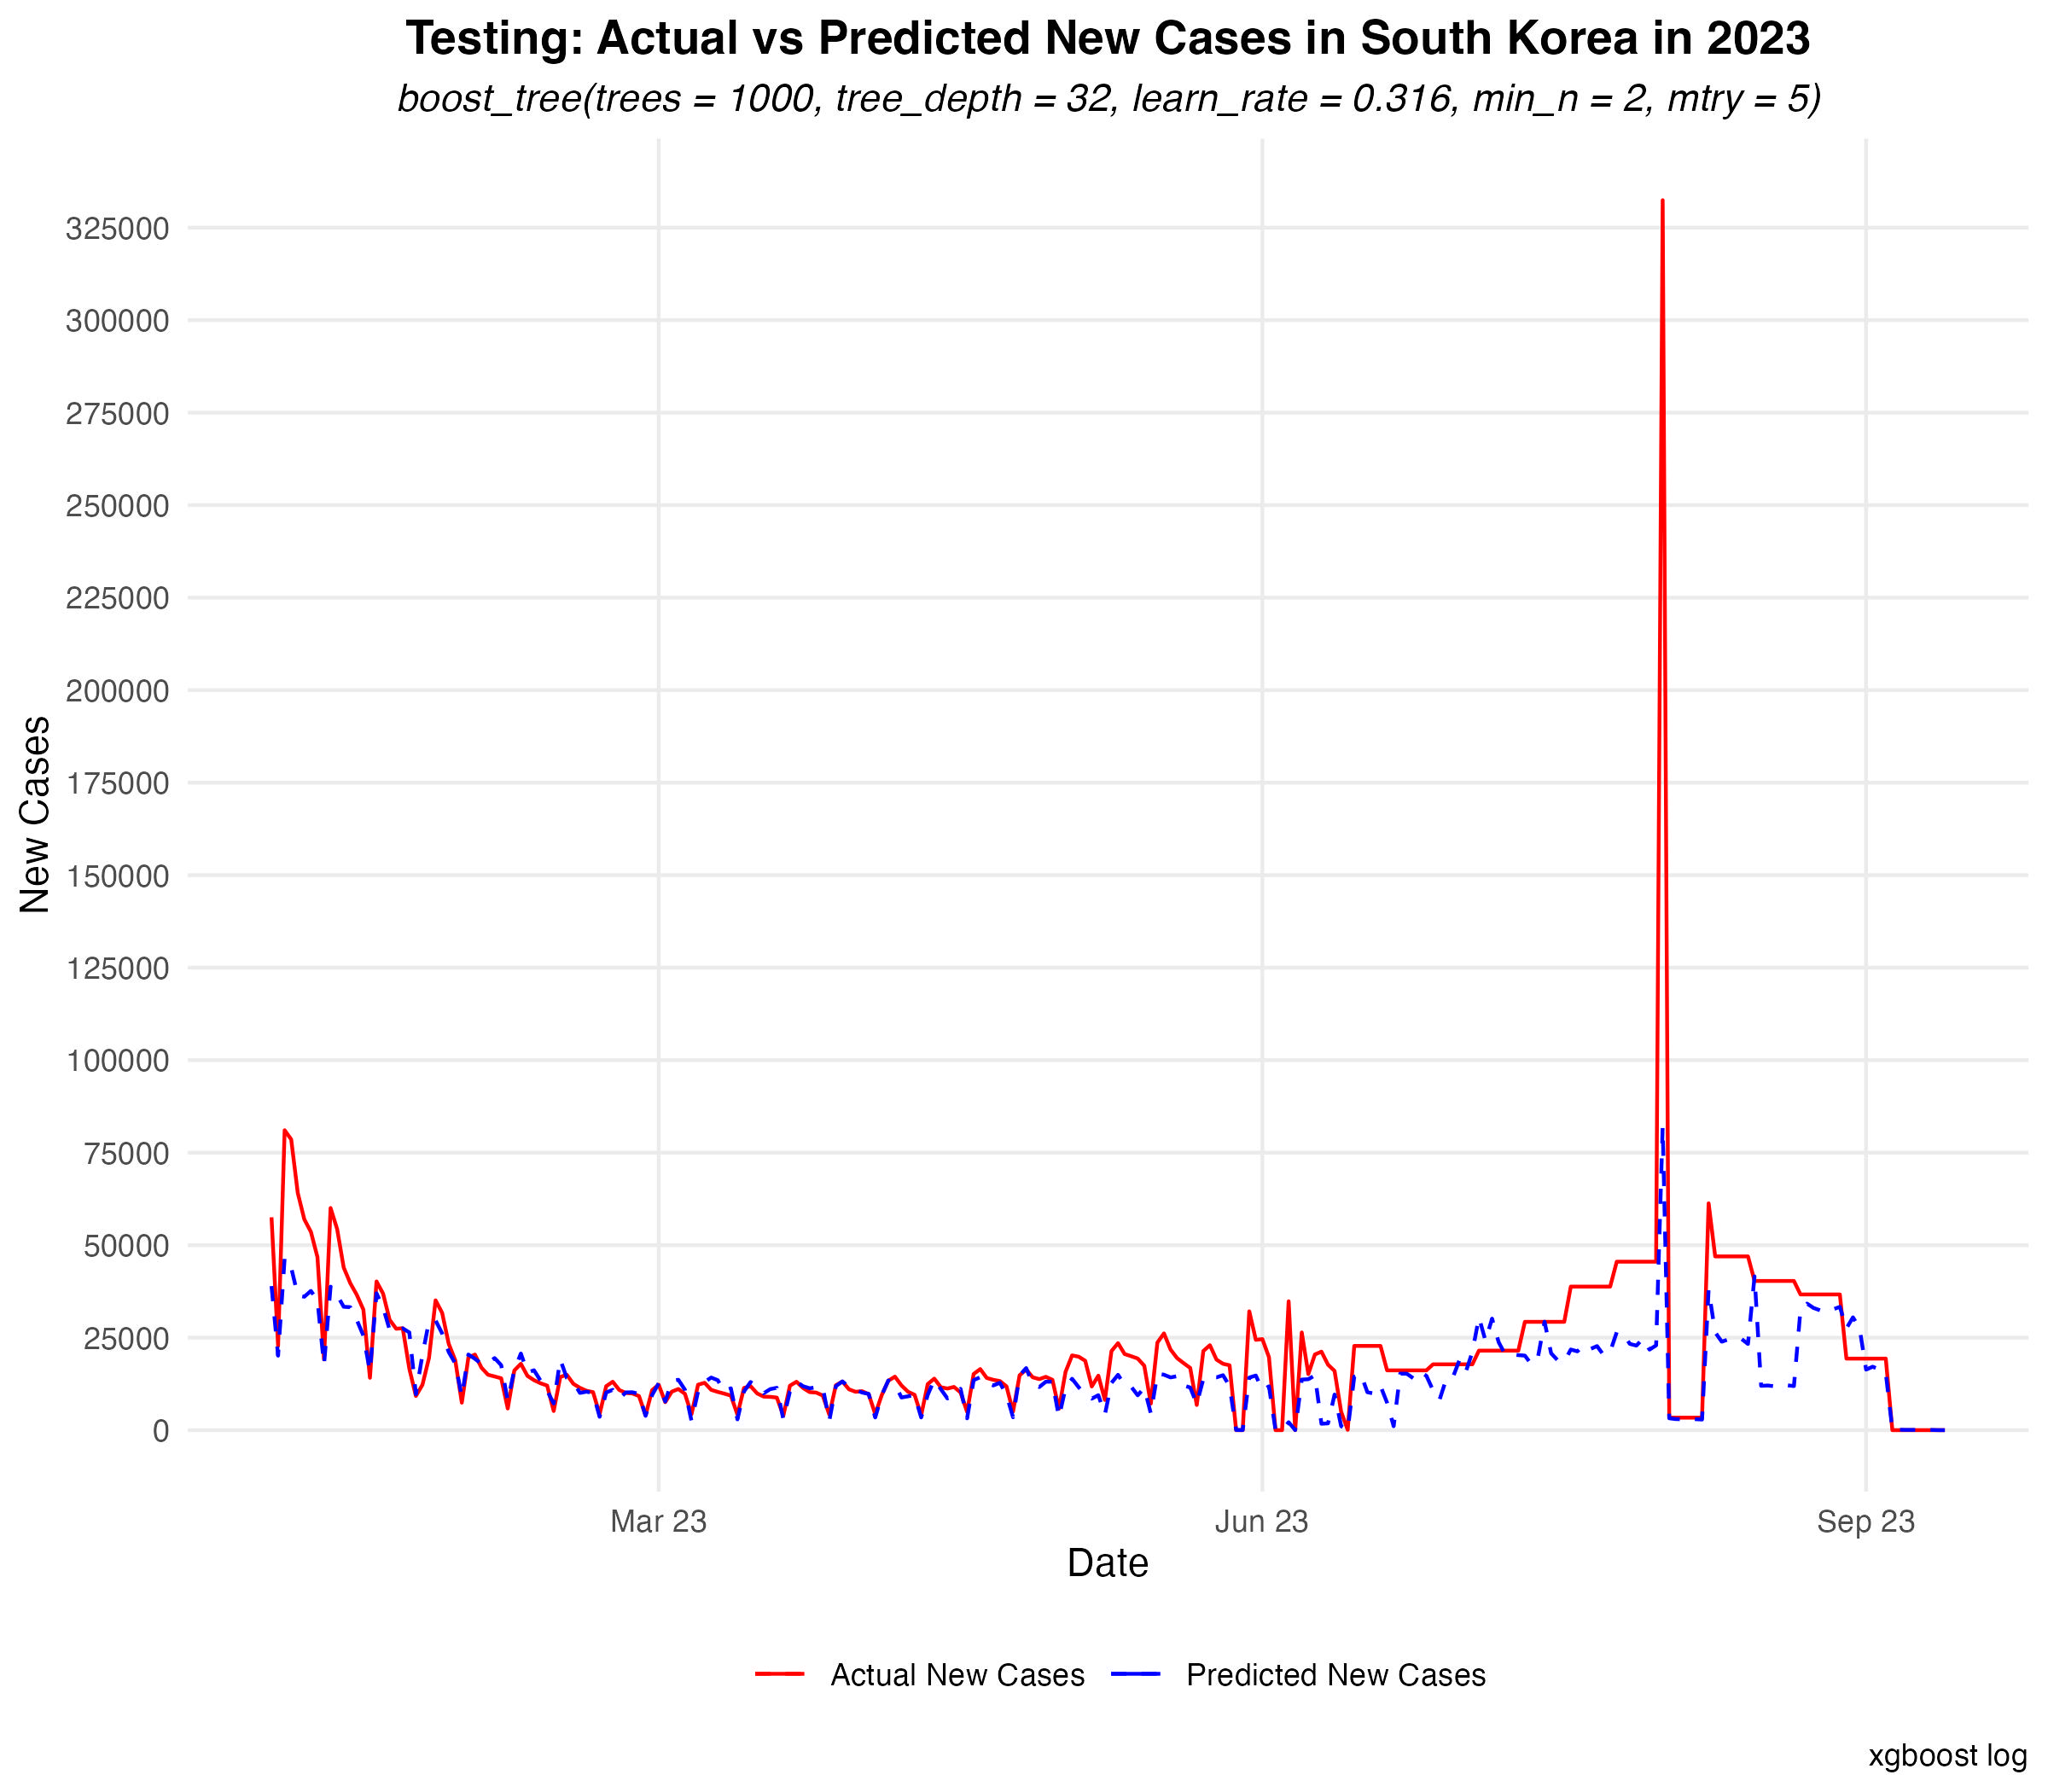 Testing: Actual vs Predicted New Cases in South Korea in 2023
boost_tree(trees = 1000, tree_depth = 32, learn_rate = 0.316, min_n = 2, mtry = 5)
New Cases
325000
300000
275000
250000
225000
200000
175000
150000
125000
100000
75000
50000
25000
0
Mar 23 Jun 23 Sep 23
Date
Actual New Cases Predicted New Cases
xgboost log